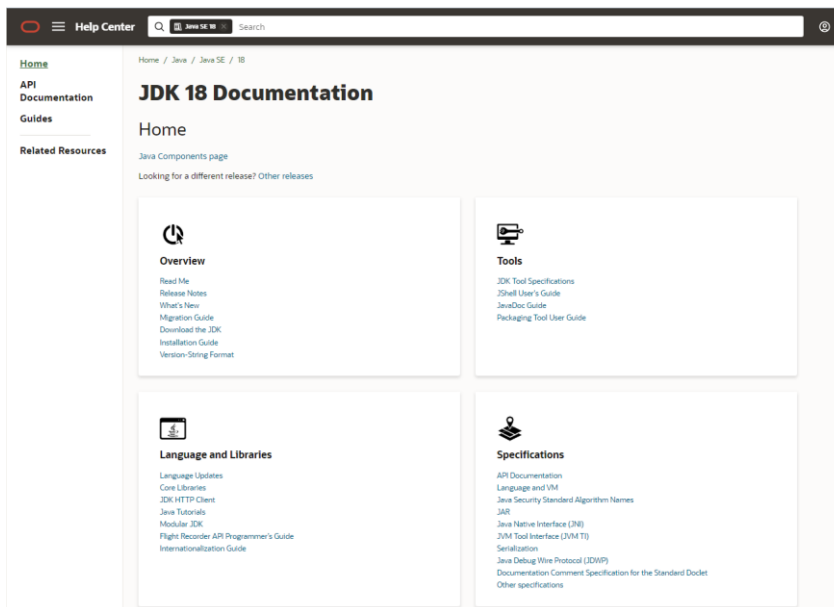 Help Center
Java SE 18
Search
Home
API
Documentation
Guides
Related Resources
Home / Java / Java SE / 18
JDK 18 Documentation
Home
Java Components page
Looking for a different release? Other releases
Overview
Read Me
Release Notes
What's New
Migration Guide
Download the JDK
Installation Guide
Version-String Format
Tools
JDK Tool Specifications
JShell User's Guide
JavaDoc Guide
Packaging Tool User Guide
Language and Libraries
Language Updates
Core Libraries
JDK HTTP Client
Java Tutorials
Modular JDK
Flight Recorder API Programmer's Guide
Internationalization Guide
Specifications
API Documentation
Language and VM
Java Security Standard Algorithm Names
JAR
Java Native Interface (JNI)
JVM Tool Interface (JVM TI)
Serialization
Java Debug Wire Protocol (JDWP)
Documentation Comment Specification for the Standard Doclet
Other specifications